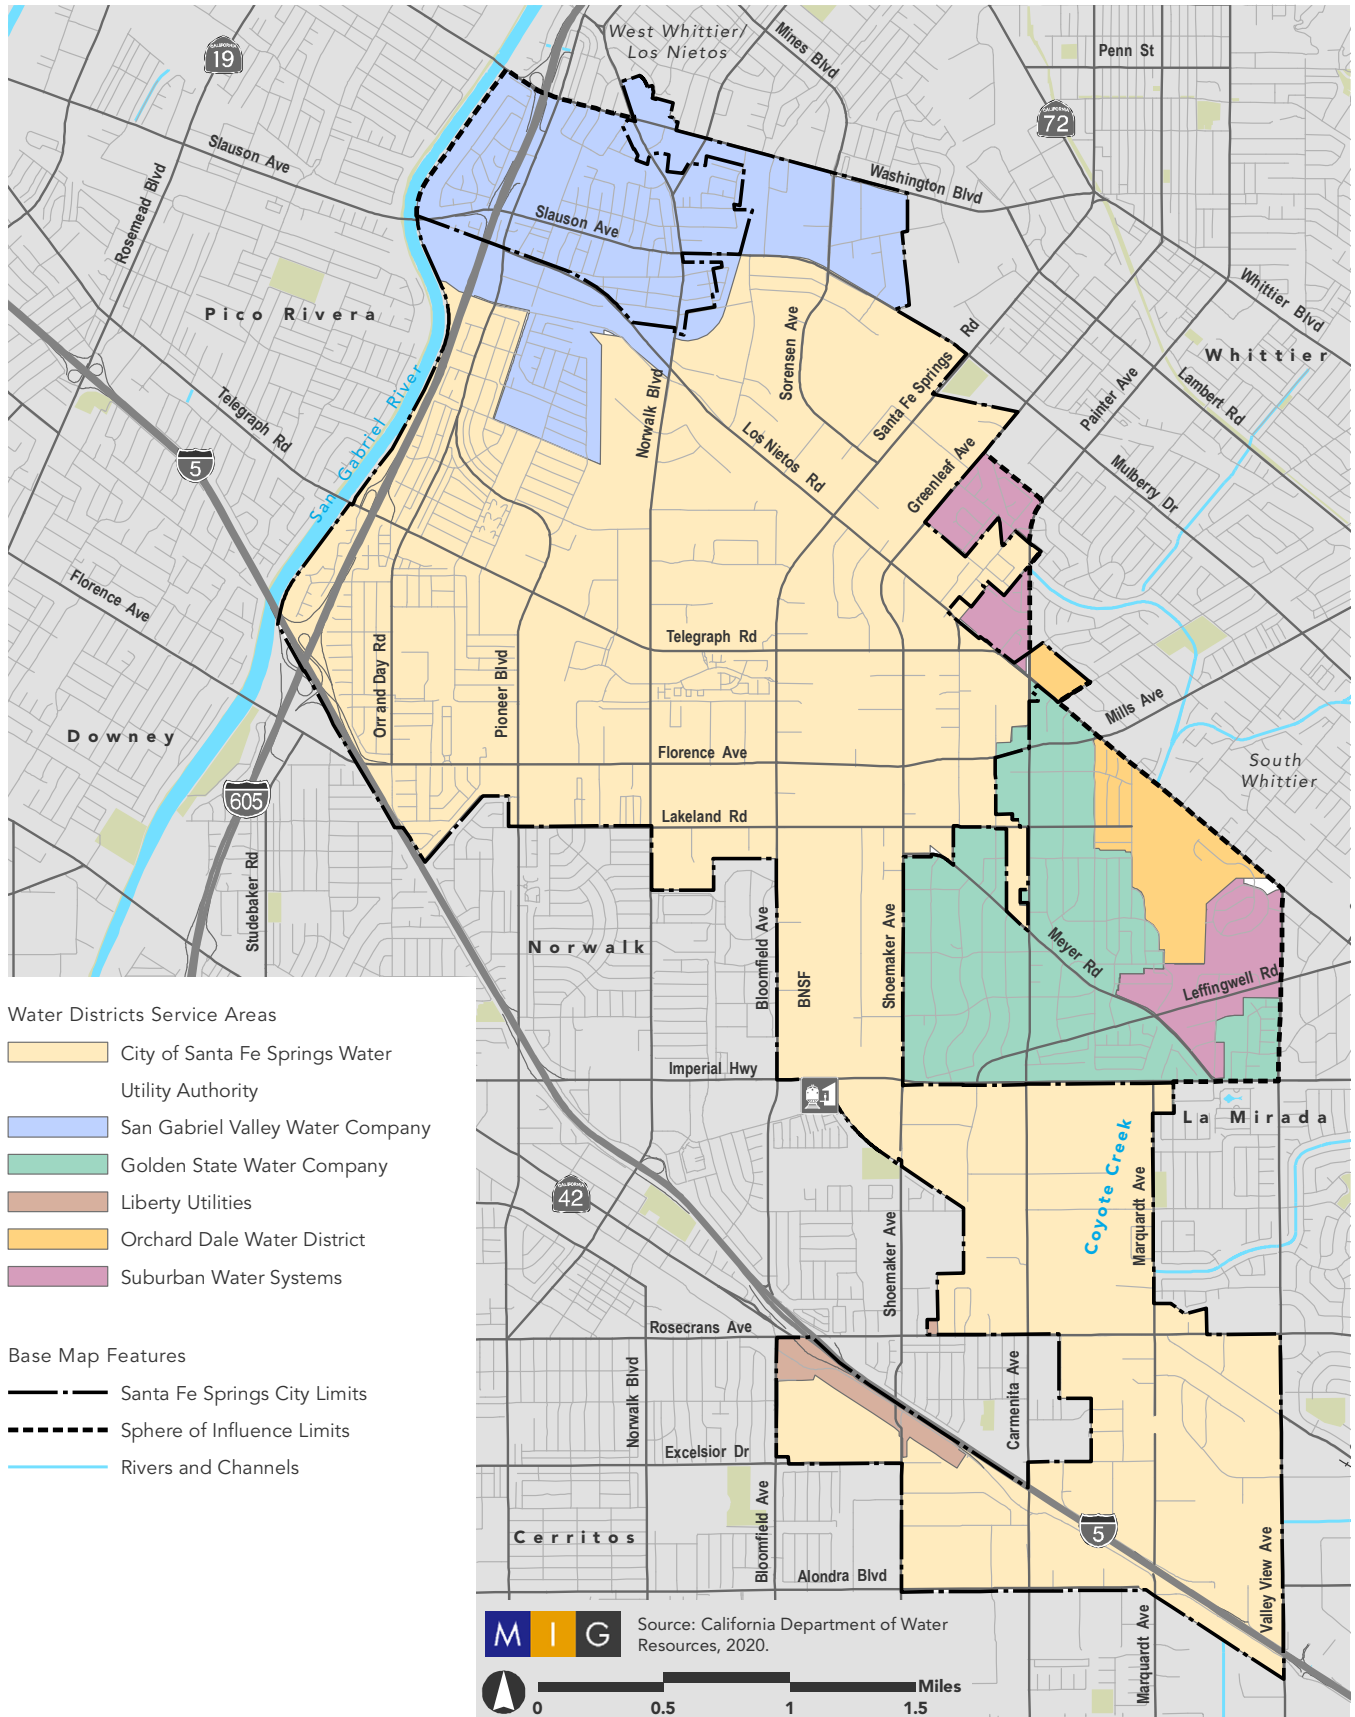 West Whittier/
Los Nietos
Mines Blvd
Penn St
CALIFORNIA
19
CALIFORNIA
72
Slauson Ave
Rosemead Blvd
Washington Blvd
Slauson Ave
Whittier Blvd
Pico Rivera
Sorensen Ave
Santa Fe Springs Rd
Whittier
Lambert Rd
Painter Ave
San Gabriel River
Telegraph Rd
Norwalk Blvd
Los Nietos Rd
Greenleaf Ave
Mulberry Dr
5
Florence Ave
Telegraph Rd
Orr and Day Rd
Pioneer Blvd
Mills Ave
Downey
Florence Ave
South
Whittier
605
Lakeland Rd
Studebaker Rd
Norwalk
Bloomfield Ave
BNSF
Shoemaker Ave
Meyer Rd
Leffingwell Rd
Imperial Hwy
La Mirada
Coyote Creek
Marquardt Ave
CALIFORNIA
42
Shoemaker Ave
Rosecrans Ave
Norwalk Blvd
Carmenita Ave
Excelsior Dr
Cerritos
Bloomfield Ave
5
Alondra Blvd
Valley View Ave
Marquardt Ave
Water Districts Service Areas
City of Santa Fe Springs Water
Utility Authority
San Gabriel Valley Water Company
Golden State Water Company
Liberty Utilities
Orchard Dale Water District
Suburban Water Systems
Base Map Features
Santa Fe Springs City Limits
Sphere of Influence Limits
Rivers and Channels
M I G
Source: California Department of Water
Resources, 2020.
Miles
0 0.5 1 1.5